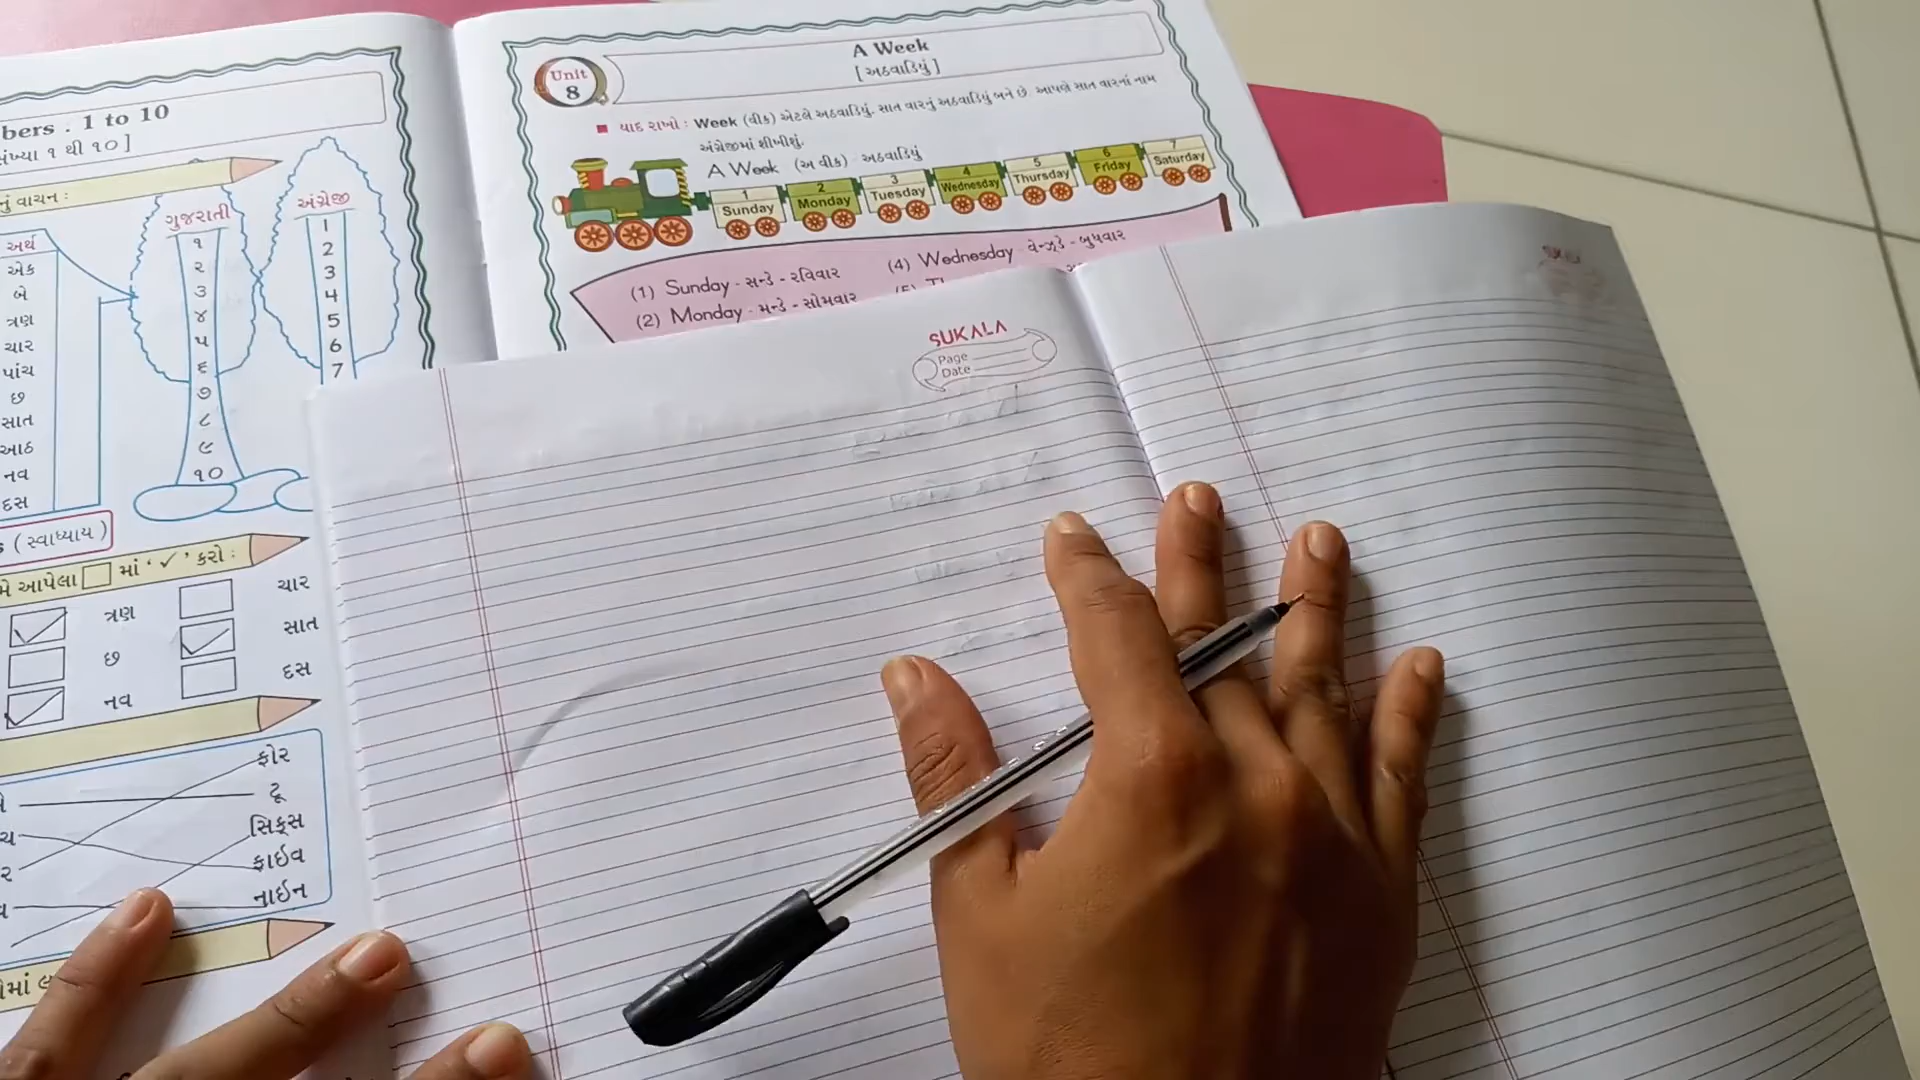 bers . 1 to 10
સંખ્યા ૧ થી ૧૦ ]
નું વાચન :
અર્થ
એક
બે
ત્રણ
ચાર
પાંચ
છ
સાત
આઠ
નવ
દસ
ગુજરાતી
૧
૨
૩
૪
૫
૬
૭
૮
૯
૧૦
અંગ્રેજી
1
2
3
4
5
6
7
( સ્વાધ્યાય )
મે આપેલા માં ' ✓ ' કરો :
ત્રણ ચાર
છ સાત
નવ દસ
ફોર
ટૂ
સિક્સ
ફાઇવ
નાઇન
Unit
8
A Week
[ અઠવાડિયું ]
યાદ રાખો : Week (વીક) એટલે અઠવાડિયું. સાત વારનું અઠવાડિયું બને છે. આપણે સાત વારનાં નામ
અંગ્રેજીમાં શીખીશું.
A Week (અ વીક) - અઠવાડિયું
1 Sunday
2 Monday
3 Tuesday
4 Wednesday
5 Thursday
6 Friday
7 Saturday
(1) Sunday - સન્ડે - રવિવાર
(2) Monday - મન્ડે - સોમવાર
(4) Wednesday - વેન્ઝ્ડે - બુધવાર
SUKALA
Page
Date